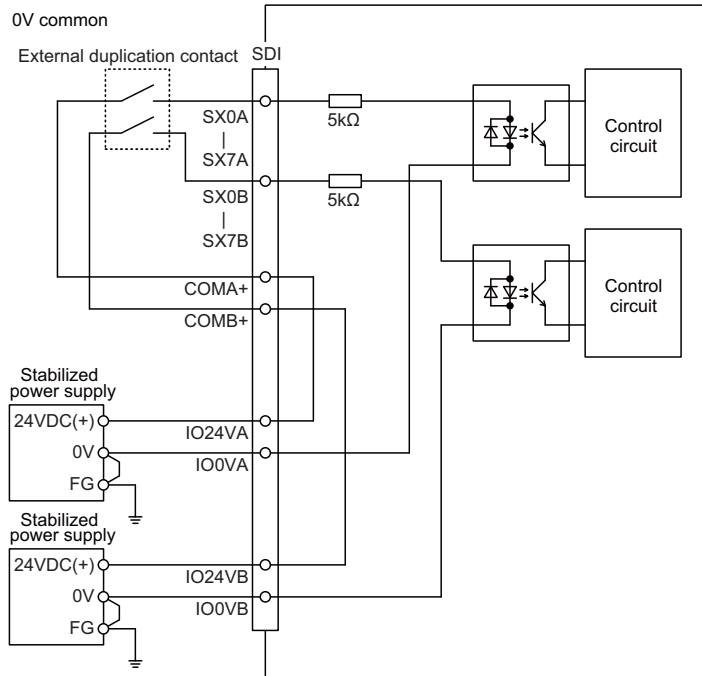 0V common
External duplication contact
SDI
SX0A
|
SX7A
5kΩ
Control
circuit
SX0B
|
SX7B
5kΩ
Control
circuit
COMA+
COMB+
Stabilized
power supply
24VDC(+)
0V
FG
IO24VA
IO0VA
Stabilized
power supply
24VDC(+)
0V
FG
IO24VB
IO0VB